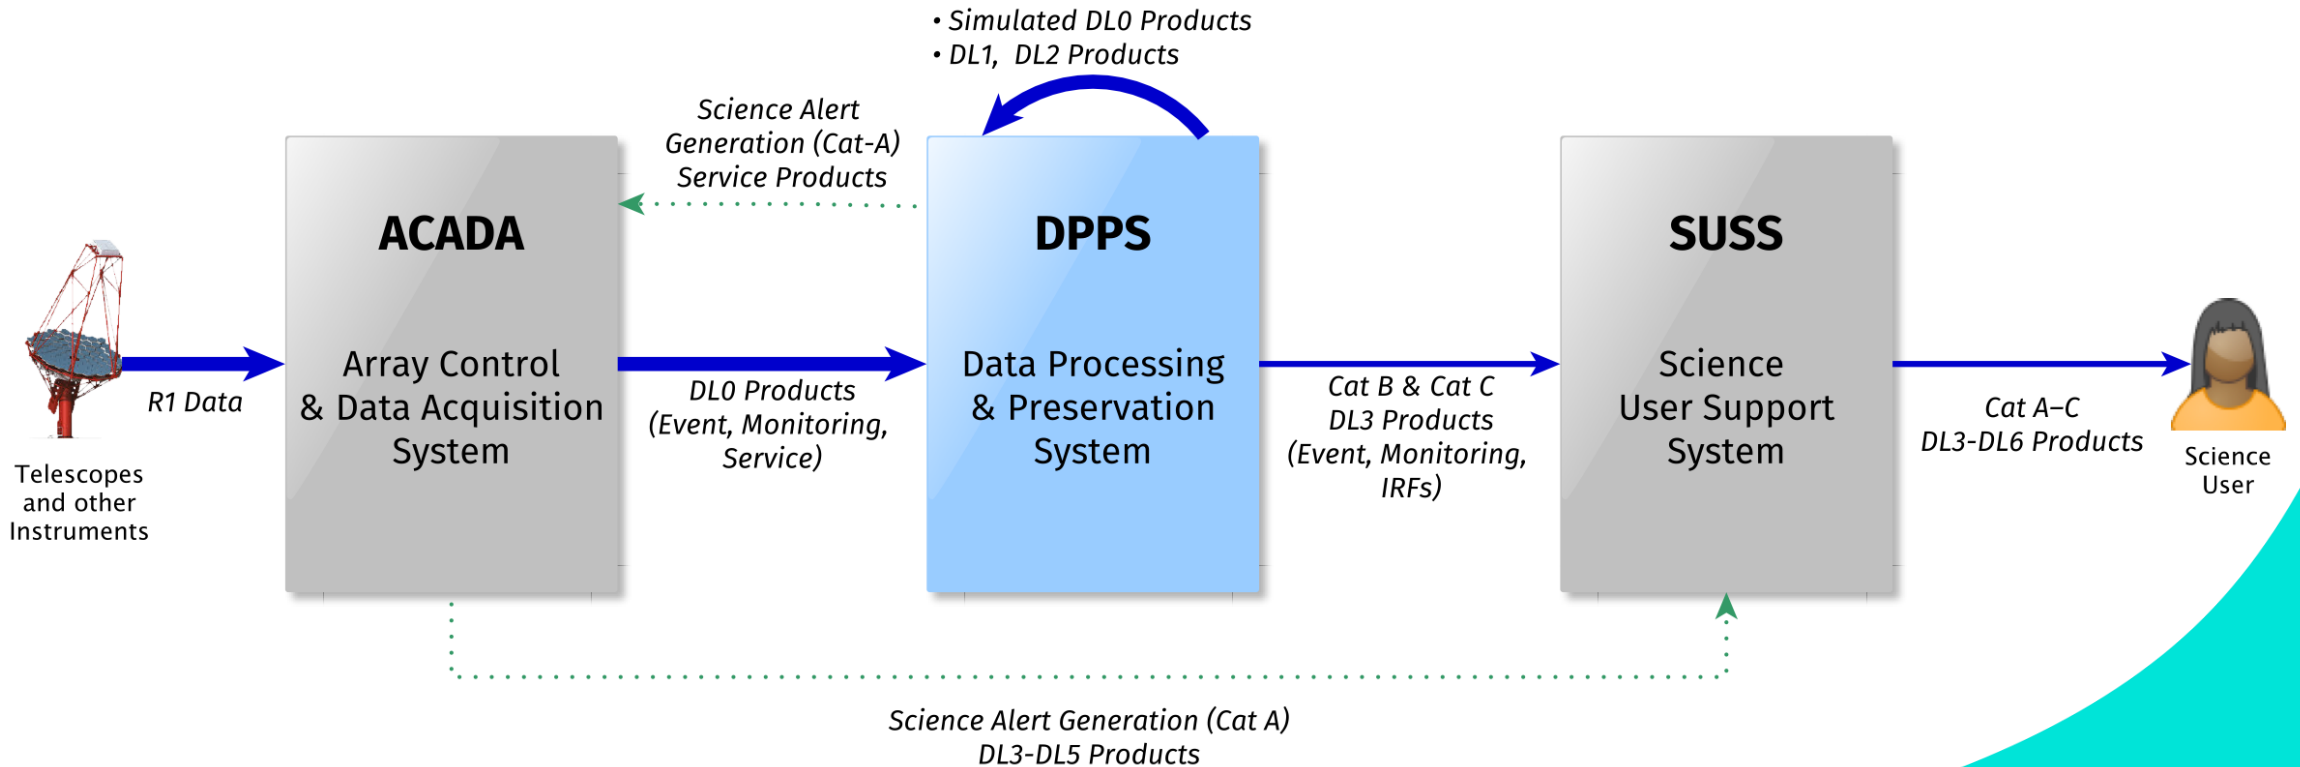 • Simulated DL0 Products
• DL1, DL2 Products
Science Alert
Generation (Cat-A)
Service Products
ACADA
Array Control
& Data Acquisition
System
DPPS
Data Processing
& Preservation
System
SUSS
Science
User Support
System
R1 Data
Telescopes
and other
Instruments
DL0 Products
(Event, Monitoring,
Service)
Cat B & Cat C
DL3 Products
(Event, Monitoring,
IRFs)
Cat A–C
DL3-DL6 Products
Science
User
Science Alert Generation (Cat A)
DL3-DL5 Products